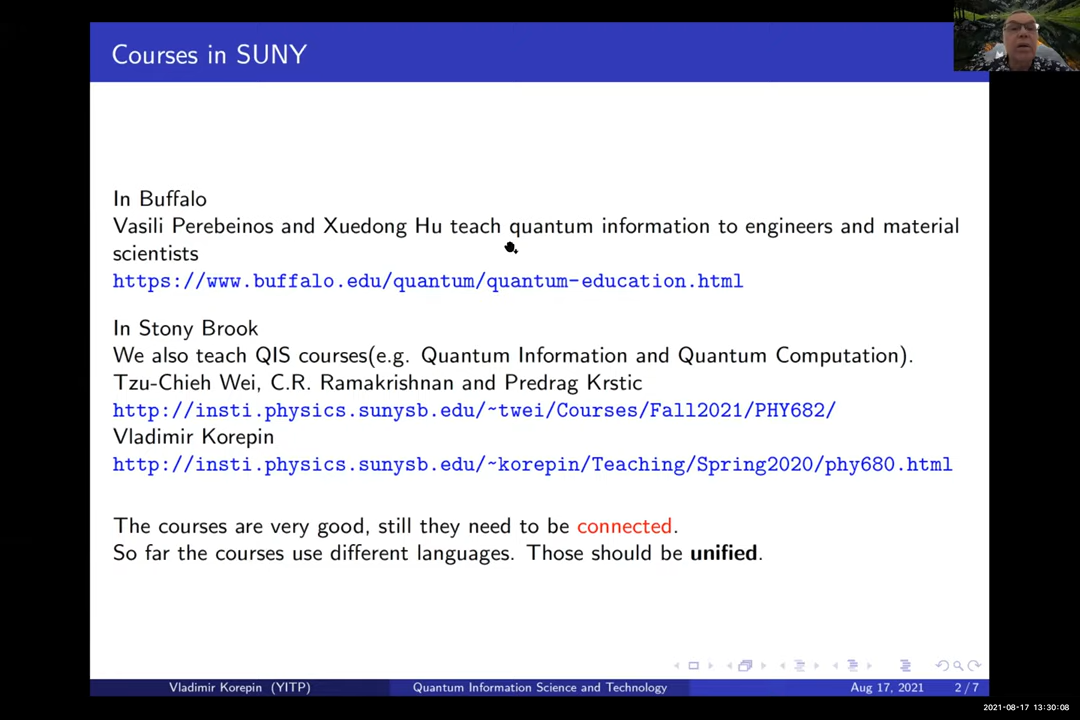 Courses in SUNY
In Buffalo
Vasili Perebeinos and Xuedong Hu teach quantum information to engineers and material
scientists
https://www.buffalo.edu/quantum/quantum-education.html
In Stony Brook
We also teach QIS courses(e.g. Quantum Information and Quantum Computation).
Tzu-Chieh Wei, C.R. Ramakrishnan and Predrag Krstic
http://insti.physics.sunysb.edu/~twei/Courses/Fall2021/PHY682/
Vladimir Korepin
http://insti.physics.sunysb.edu/~korepin/Teaching/Spring2020/phy680.html
The courses are very good, still they need to be connected.
So far the courses use different languages. Those should be unified.
Vladimir Korepin (YITP) Quantum Information Science and Technology Aug 17, 2021 2/7
2021-08-17 13:30:08